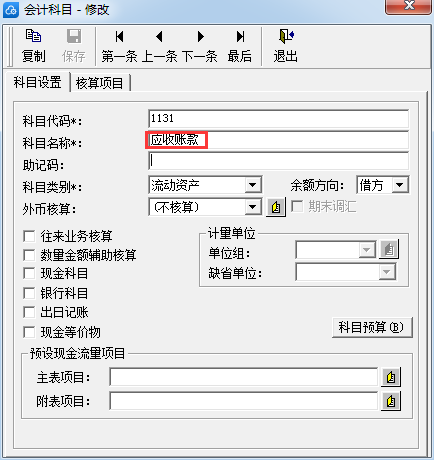 会计科目 - 修改
复制 保存 第一条 上一条 下一条 最后 退出
科目设置 核算项目
科目代码*: 1131
科目名称*: 应收账款
助记码:
科目类别*: 流动资产 余额方向: 借方
外币核算: (不核算) 期末调汇
往来业务核算
数量金额辅助核算
现金科目
银行科目
出日记账
现金等价物
计量单位
单位组:
缺省单位:
科目预算(B)
预设现金流量项目
主表项目:
附表项目: